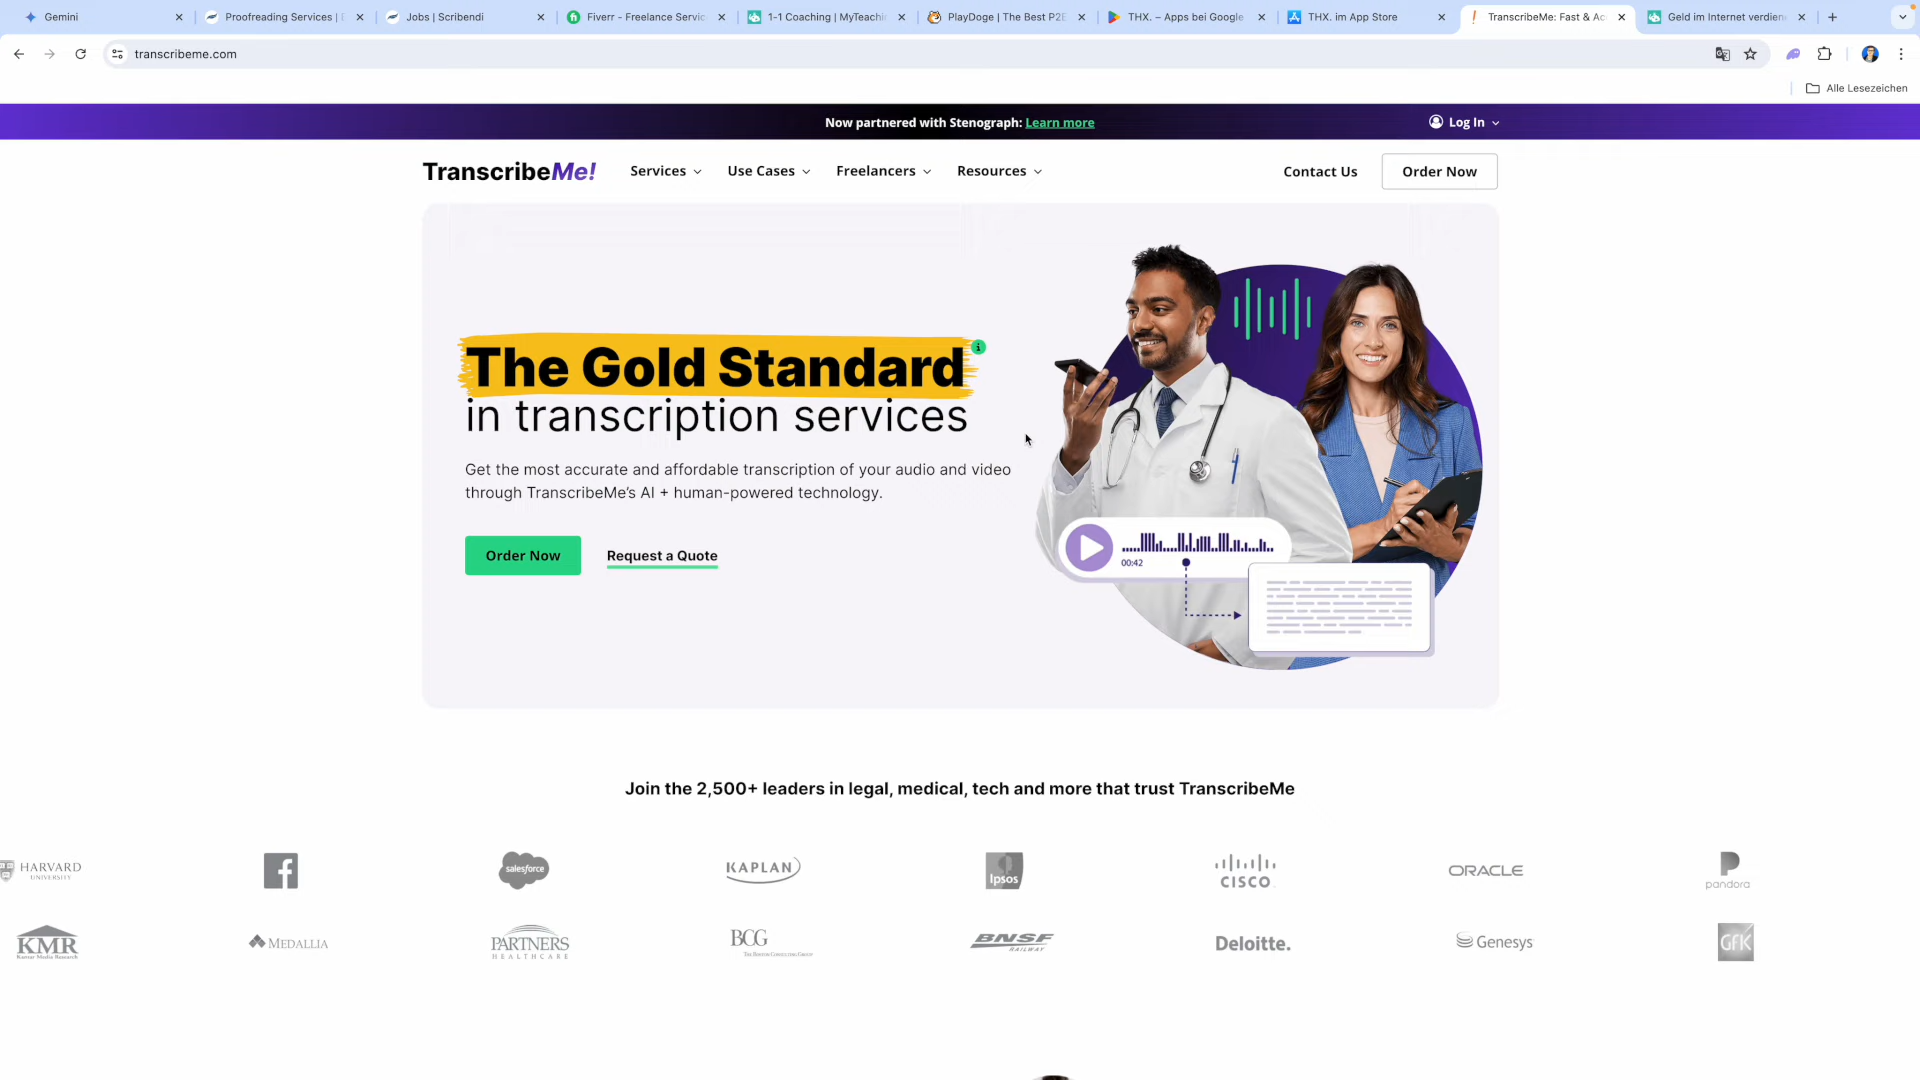 Gemini
Proofreading Services |
Jobs | Scribendi
Fiverr - Freelance Servic
1-1 Coaching | MyTeachin
PlayDoge | The Best P2E
THX. – Apps bei Google
THX. im App Store
TranscribeMe: Fast & Ac
Geld im Internet verdien
transcribeme.com
Alle Lesezeichen
Now partnered with Stenograph: Learn more
Log In
TranscribeMe!
Services
Use Cases
Freelancers
Resources
Contact Us
Order Now
The Gold Standard
in transcription services
Get the most accurate and affordable transcription of your audio and video
through TranscribeMe's AI + human-powered technology.
Order Now
Request a Quote
00:42
Join the 2,500+ leaders in legal, medical, tech and more that trust TranscribeMe
HARVARD
UNIVERSITY
salesforce
KAPLAN
Ipsos
CISCO
ORACLE
pandora
KMR
Kantar Media Research
MEDALLIA
PARTNERS
HEALTHCARE
BCG
THE BOSTON CONSULTING GROUP
BNSF
RAILWAY
Deloitte.
Genesys
GfK